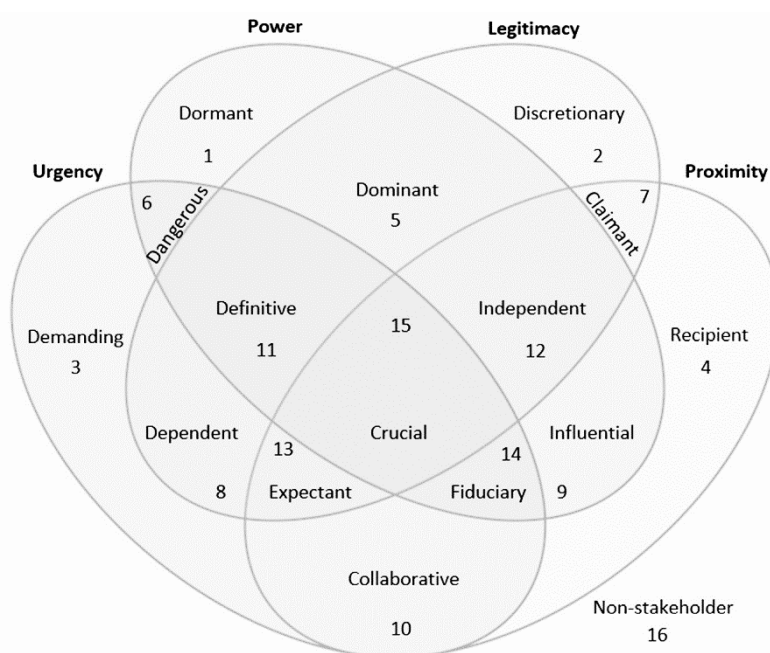 Power
Legitimacy
Dormant
1
Discretionary
2
Urgency
Proximity
6
Dangerous
Dominant
5
Claimant
7
Demanding
3
Definitive
11
15
Independent
12
Recipient
4
Dependent
8
13
Expectant
Crucial
14
Fiduciary
Influential
9
Collaborative
10
Non-stakeholder
16